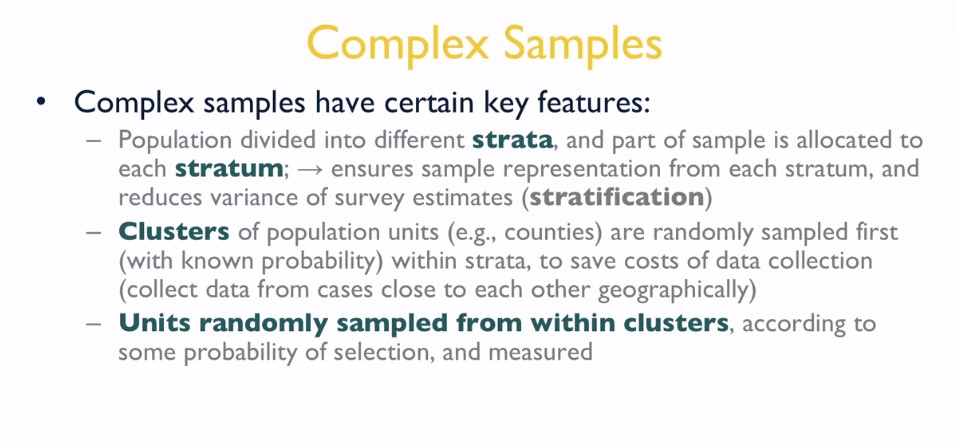 Complex Samples
• Complex samples have certain key features:
– Population divided into different strata, and part of sample is allocated to
each stratum; → ensures sample representation from each stratum, and
reduces variance of survey estimates (stratification)
– Clusters of population units (e.g., counties) are randomly sampled first
(with known probability) within strata, to save costs of data collection
(collect data from cases close to each other geographically)
– Units randomly sampled from within clusters, according to
some probability of selection, and measured